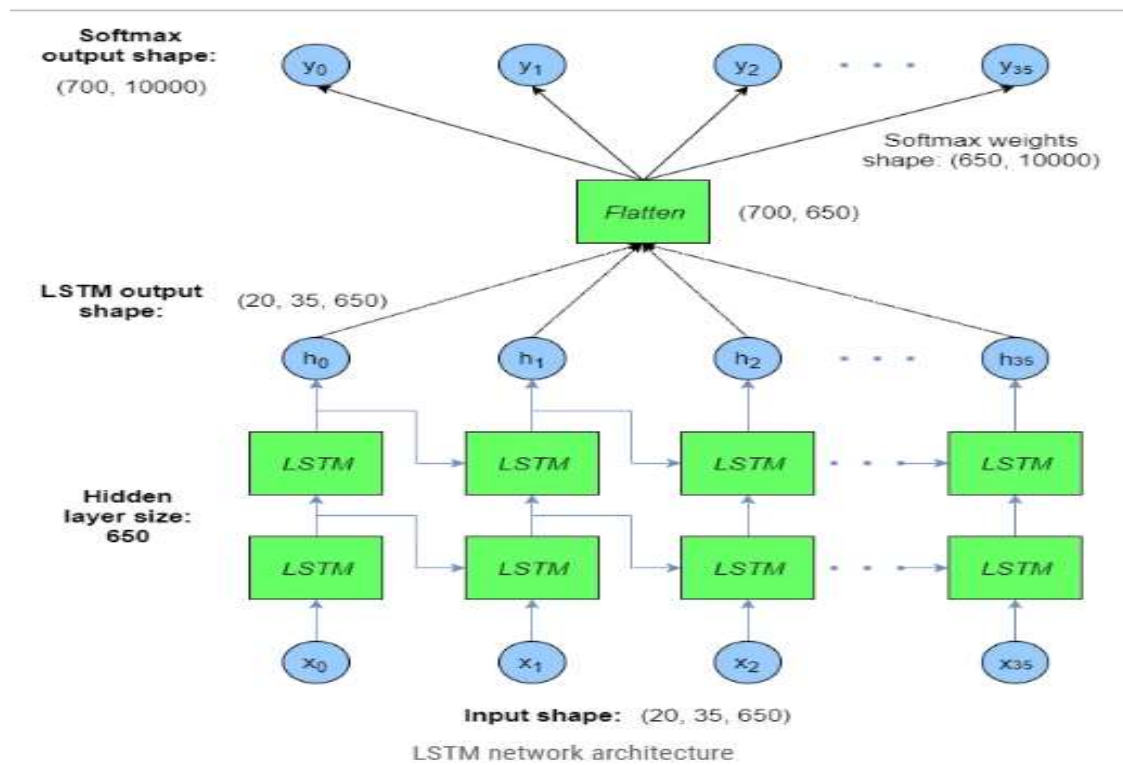 Softmax
output shape:
(700, 10000)
y0 y1 y2 y35
Softmax weights
shape: (650, 10000)
Flatten (700, 650)
LSTM output
shape:
(20, 35, 650)
h0 h1 h2 h35
LSTM LSTM LSTM LSTM
Hidden
layer size:
650
LSTM LSTM LSTM LSTM
x0 x1 x2 x35
Input shape: (20, 35, 650)
LSTM network architecture